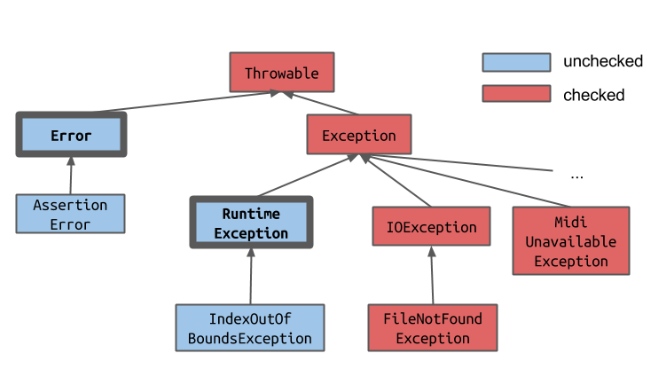 unchecked
Throwable
checked
Error
Exception
...
Assertion
Error
Runtime
Exception
IOException
Midi
Unavailable
Exception
IndexOutOf
BoundsException
FileNotFound
Exception